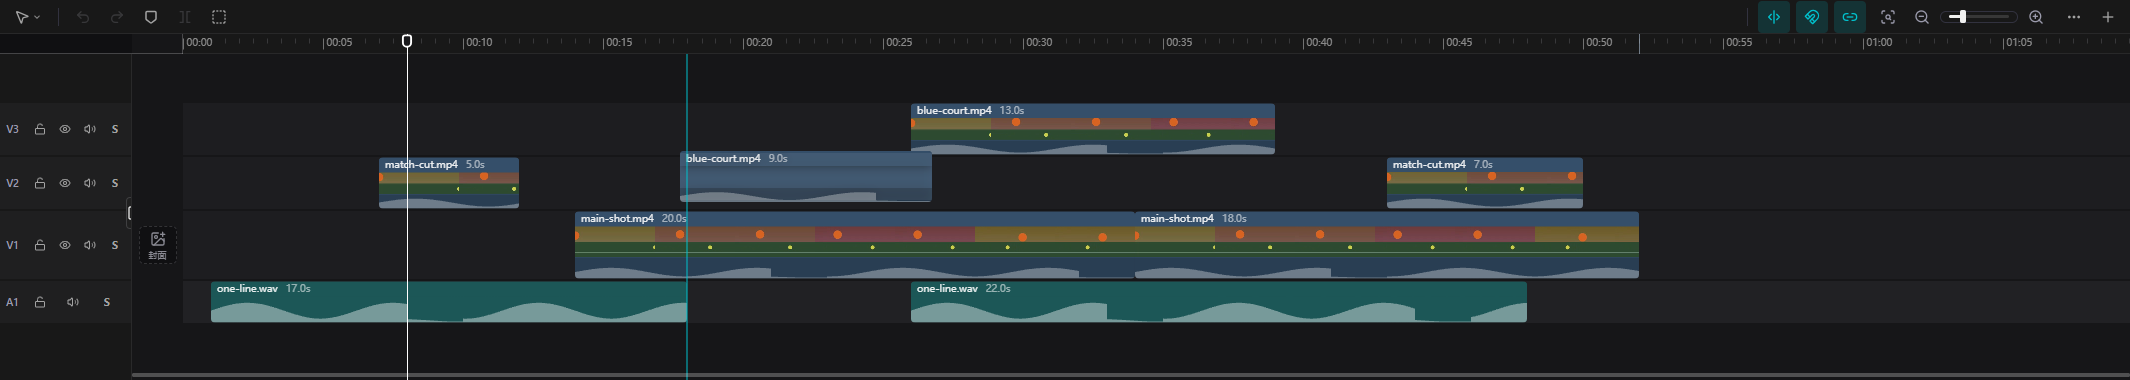 00:00 00:05 00:10 00:15 00:20 00:25 00:30 00:35 00:40 00:45 00:50 00:55 01:00 01:05
V3 S
blue-court.mp4 13.0s
V2 S
match-cut.mp4 5.0s
blue-court.mp4 9.0s
match-cut.mp4 7.0s
V1 S
封面
main-shot.mp4 20.0s
main-shot.mp4 18.0s
A1 S
one-line.wav 17.0s
one-line.wav 22.0s